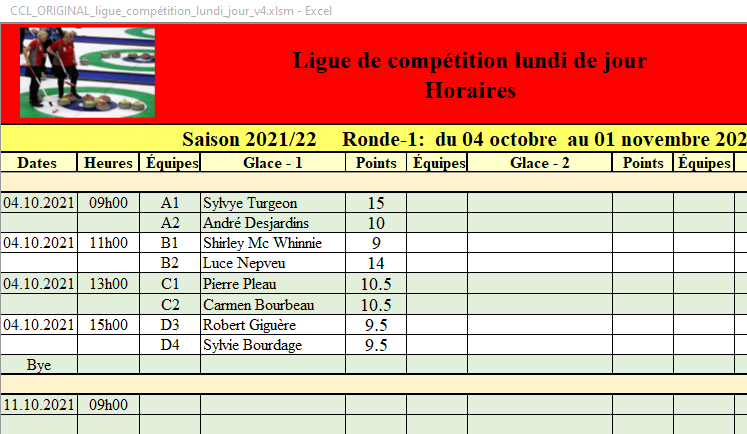 CCL_ORIGINAL_ligue_compétition_lundi_jour_v4.xlsm - Excel
Ligue de compétition lundi de jour
Horaires
Saison 2021/22 Ronde-1: du 04 octobre au 01 novembre 202
Dates Heures Équipes Glace - 1 Points Équipes Glace - 2 Points Équipes
04.10.2021 09h00 A1 Sylvye Turgeon 15
A2 André Desjardins 10
04.10.2021 11h00 B1 Shirley Mc Whinnie 9
B2 Luce Nepveu 14
04.10.2021 13h00 C1 Pierre Pleau 10.5
C2 Carmen Bourbeau 10.5
04.10.2021 15h00 D3 Robert Giguère 9.5
D4 Sylvie Bourdage 9.5
Bye
11.10.2021 09h00